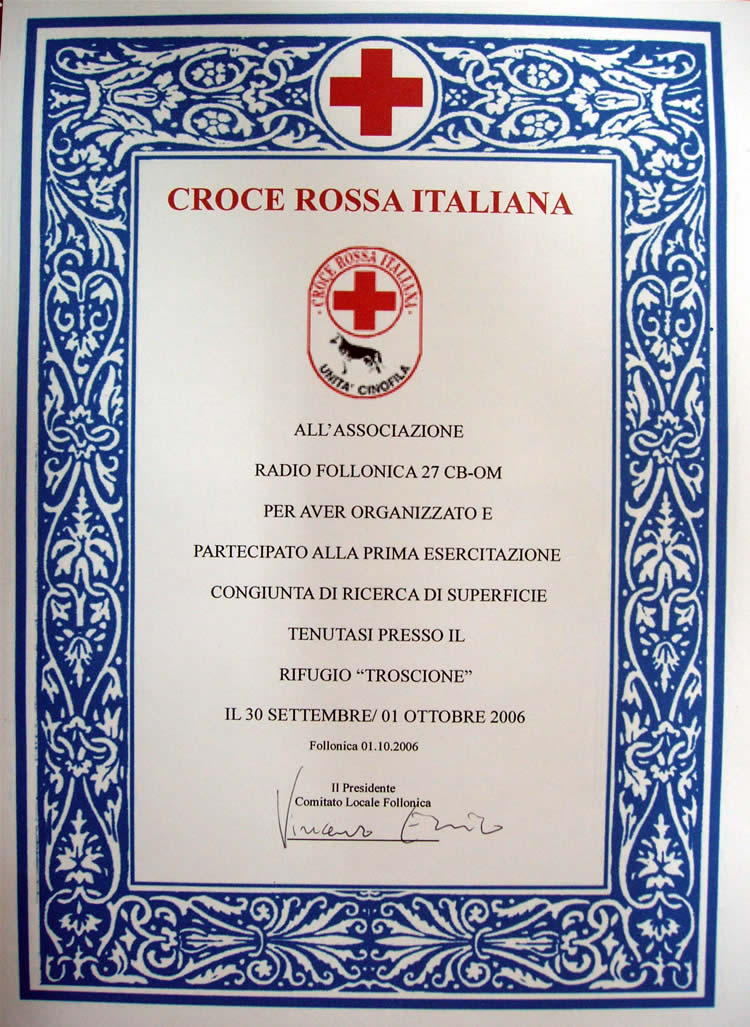 CROCE ROSSA ITALIANA
CROCE ROSSA ITALIANA
UNITA' CINOFILA
ALL'ASSOCIAZIONE
RADIO FOLLONICA 27 CB-OM
PER AVER ORGANIZZATO E
PARTECIPATO ALLA PRIMA ESERCITAZIONE
CONGIUNTA DI RICERCA DI SUPERFICIE
TENUTASI PRESSO IL
RIFUGIO “TROSCIONE”
IL 30 SETTEMBRE/ 01 OTTOBRE 2006
Follonica 01.10.2006
Il Presidente
Comitato Locale Follonica
Vincenzo